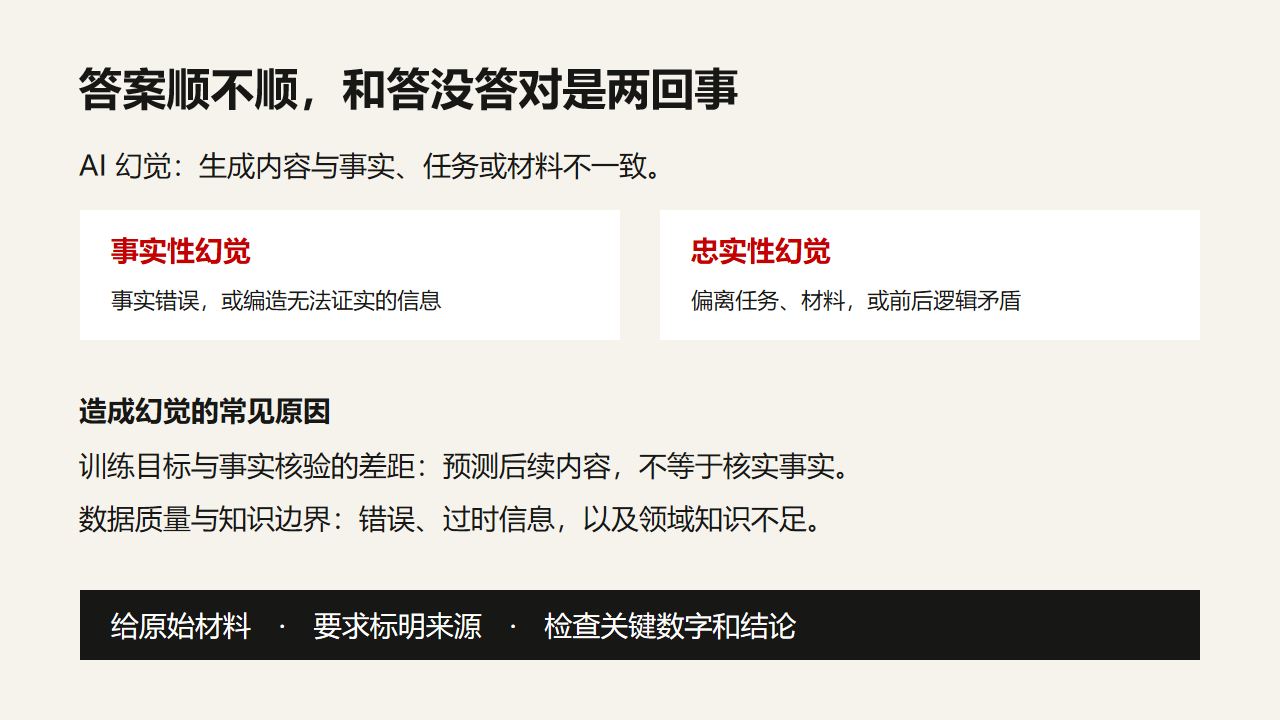 答案顺不顺，和答没答对是两回事
AI 幻觉：生成内容与事实、任务或材料不一致。
事实性幻觉
事实错误，或编造无法证实的信息
忠实性幻觉
偏离任务、材料，或前后逻辑矛盾
造成幻觉的常见原因
训练目标与事实核验的差距：预测后续内容，不等于核实事实。
数据质量与知识边界：错误、过时信息，以及领域知识不足。
给原始材料 · 要求标明来源 · 检查关键数字和结论